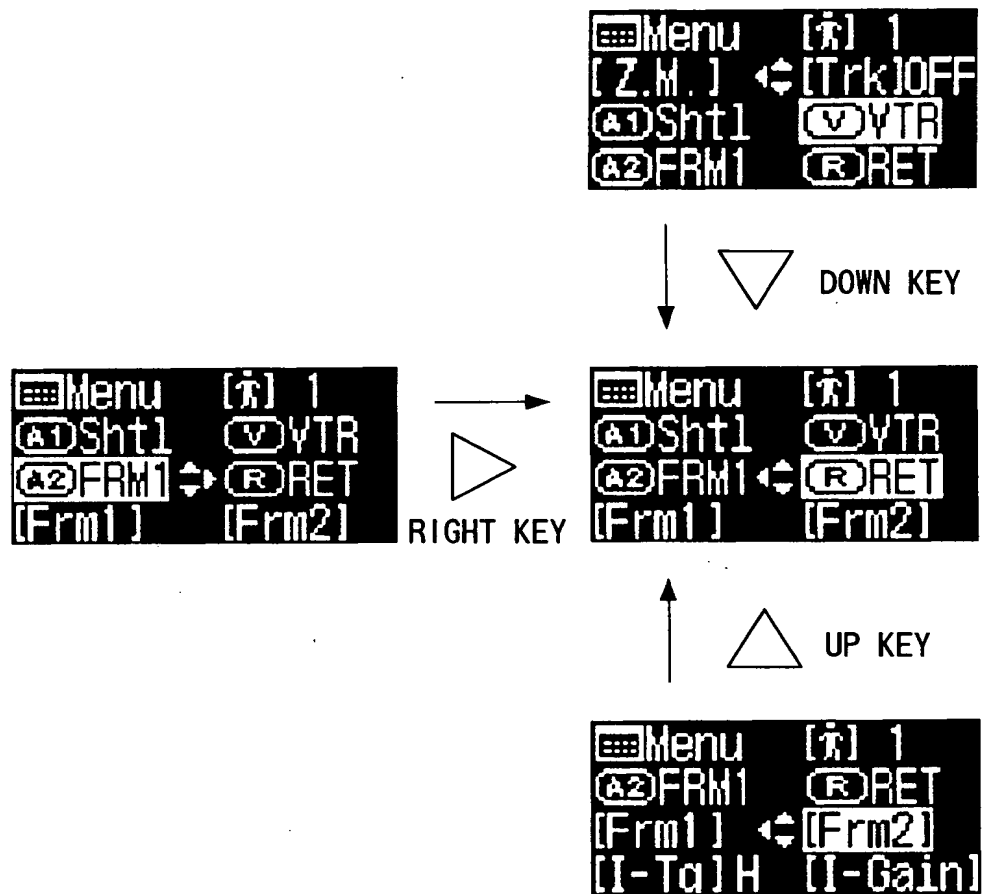 Menu [] 1
[Z.M.] [Trk]OFF
A1 Shtl V VTR
A2 FRM1 R RET
DOWN KEY
Menu [] 1
A1 Shtl V VTR
A2 FRM1 R RET
[Frm1] [Frm2]
RIGHT KEY
Menu [] 1
A1 Shtl V VTR
A2 FRM1 R RET
[Frm1] [Frm2]
UP KEY
Menu [] 1
A2 FRM1 R RET
[Frm1] [Frm2]
[I-Tg]H [I-Gain]